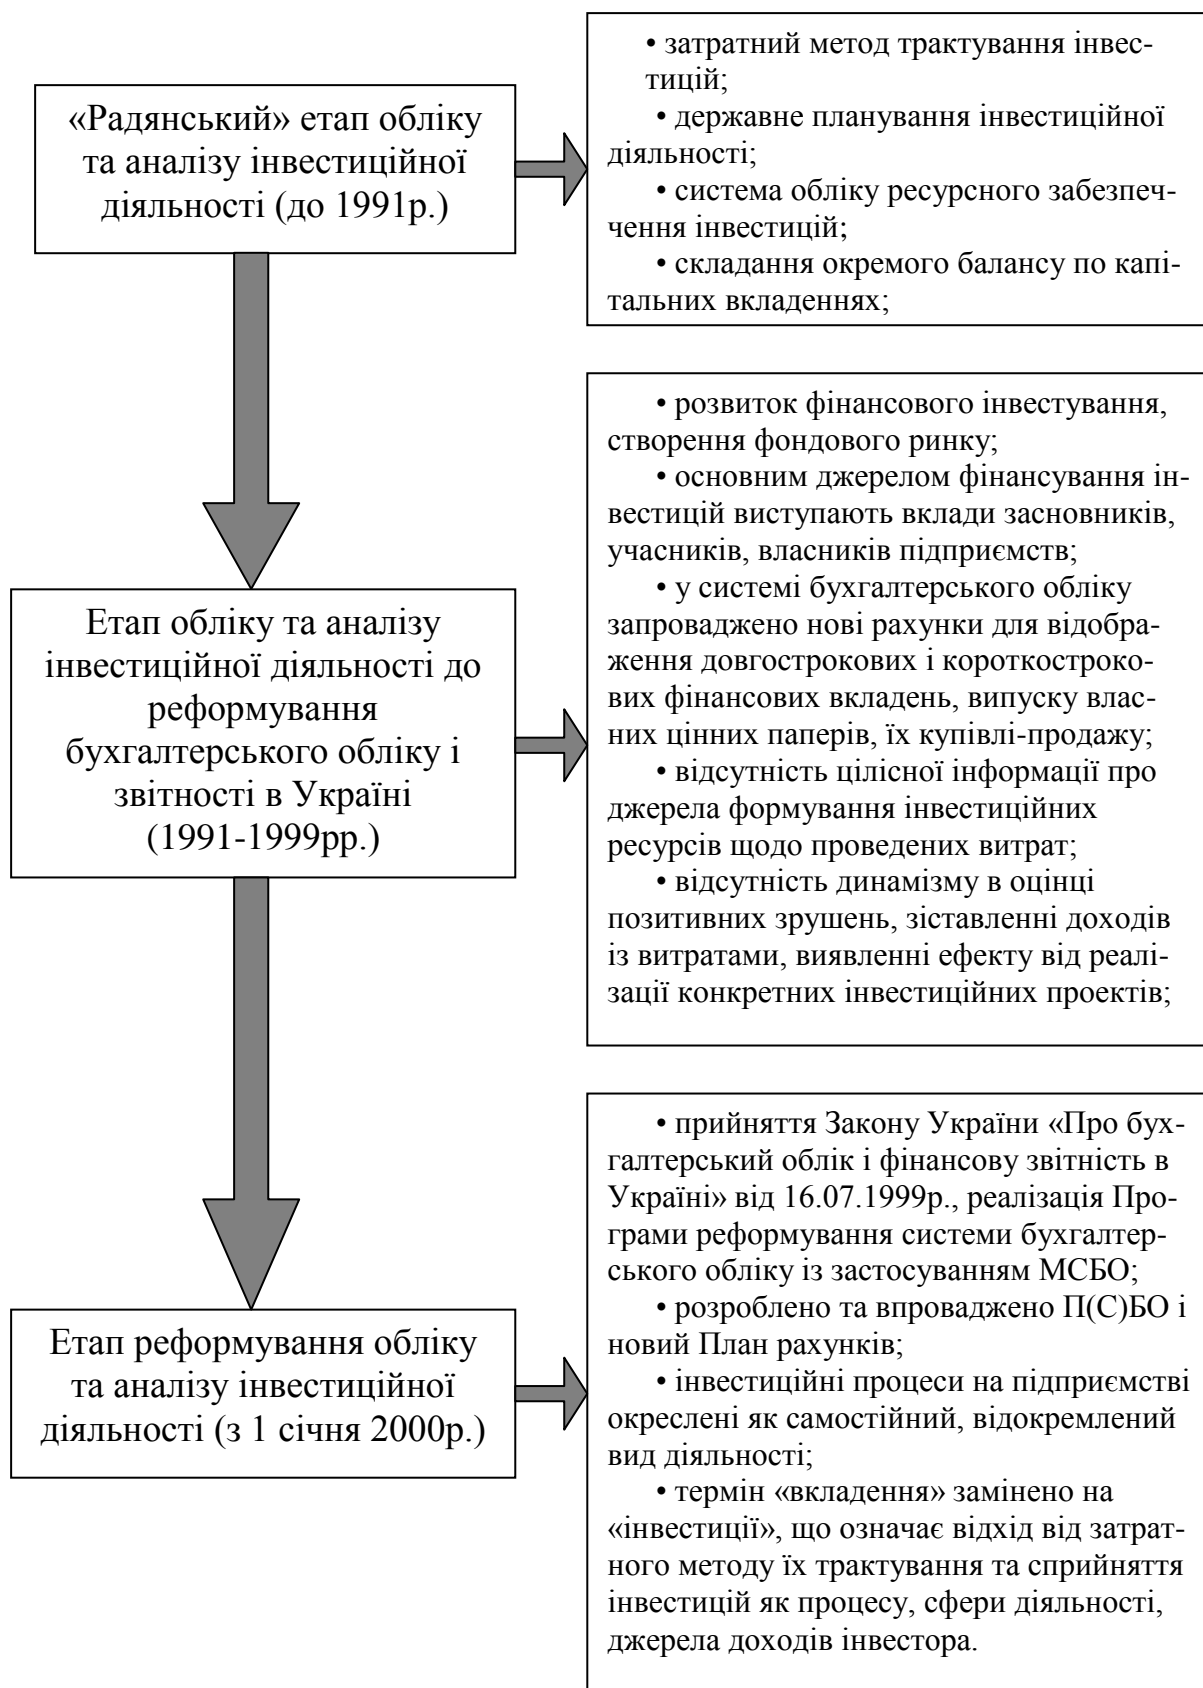 «Радянський» етап обліку
та аналізу інвестиційної
діяльності (до 1991р.)
• затратний метод трактування інвес-
тицій;
• державне планування інвестиційної
діяльності;
• система обліку ресурсного забезпеч-
чення інвестицій;
• складання окремого балансу по капі-
тальних вкладеннях;
Етап обліку та аналізу
інвестиційної діяльності до
реформування
бухгалтерського обліку і
звітності в Україні
(1991-1999рр.)
• розвиток фінансового інвестування,
створення фондового ринку;
• основним джерелом фінансування ін-
вестицій виступають вклади засновників,
учасників, власників підприємств;
• у системі бухгалтерського обліку
запроваджено нові рахунки для відобра-
ження довгострокових і короткостроко-
вих фінансових вкладень, випуску влас-
них цінних паперів, їх купівлі-продажу;
• відсутність цілісної інформації про
джерела формування інвестиційних
ресурсів щодо проведених витрат;
• відсутність динамізму в оцінці
позитивних зрушень, зіставленні доходів
із витратами, виявленні ефекту від реалі-
зації конкретних інвестиційних проектів;
Етап реформування обліку
та аналізу інвестиційної
діяльності (з 1 січня 2000р.)
• прийняття Закону України «Про бух-
галтерський облік і фінансову звітність в
Україні» від 16.07.1999р., реалізація Про-
грами реформування системи бухгалтер-
ського обліку із застосуванням МСБО;
• розроблено та впроваджено П(С)БО і
новий План рахунків;
• інвестиційні процеси на підприємстві
окреслені як самостійний, відокремлений
вид діяльності;
• термін «вкладення» замінено на
«інвестиції», що означає відхід від затрат-
ного методу їх трактування та сприйняття
інвестицій як процесу, сфери діяльності,
джерела доходів інвестора.